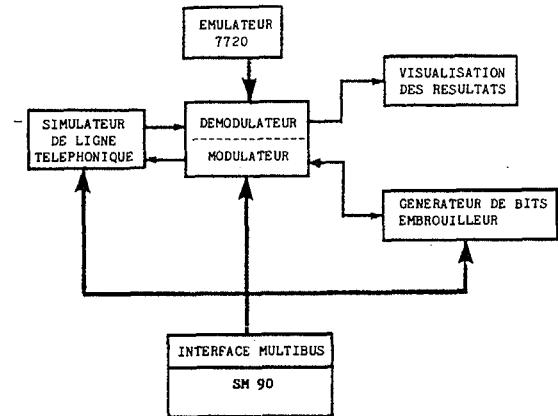 EMULATEUR
7720
VISUALISATION
DES RESULTATS
SIMULATEUR
DE LIGNE
TELEPHONIQUE
DEMODULATEUR
MODULATEUR
GENERATEUR DE BITS
EMBROUILLEUR
INTERFACE MULTIBUS
SM 90